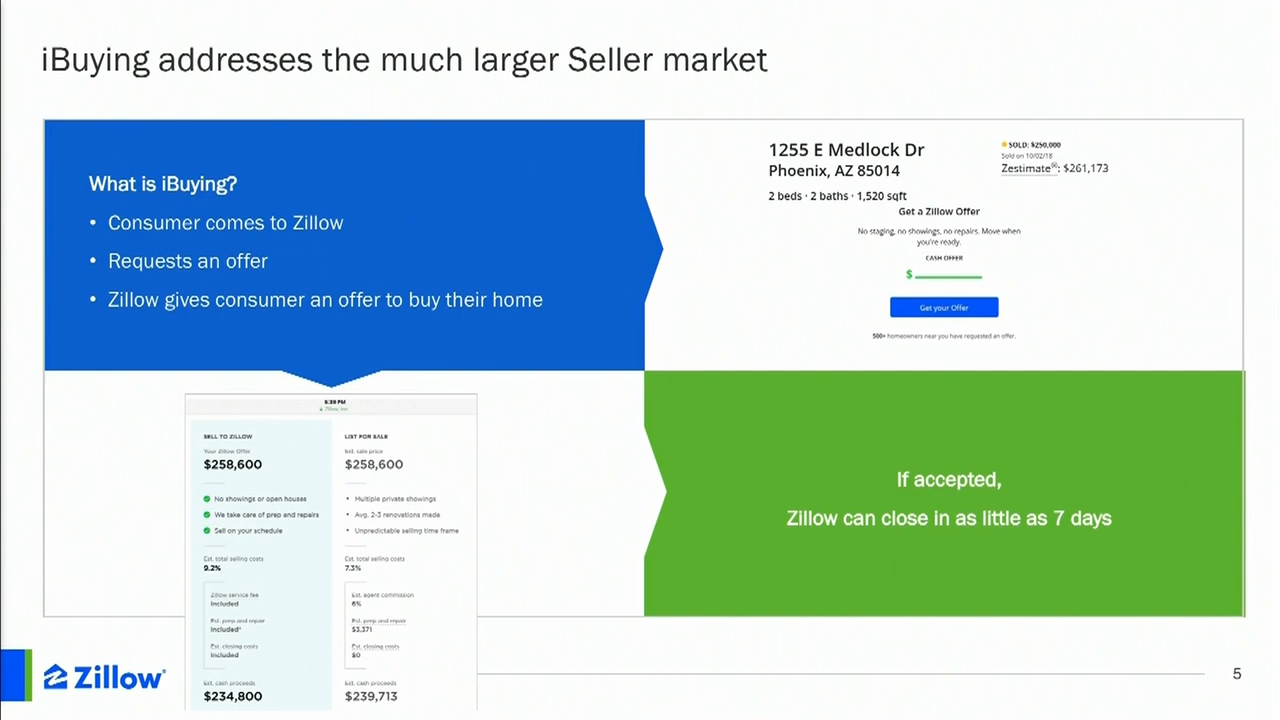 iBuying addresses the much larger Seller market
What is iBuying?
• Consumer comes to Zillow
• Requests an offer
• Zillow gives consumer an offer to buy their home
1255 E Medlock Dr
Phoenix, AZ 85014
2 beds · 2 baths · 1,520 sqft
SOLD: $250,000
Sold on 10/02/18
Zestimate®: $261,173
Get a Zillow Offer
No staging, no showings, no repairs. Move when
you're ready.
CASH OFFER
$
Get your Offer
500+ homeowners near you have requested an offer.
5:39 PM
SELL TO ZILLOW
Your Zillow Offer
$258,600
No showings or open houses
We take care of prep and repairs
Sell on your schedule
Est. total selling costs
9.2%
Zillow service fee
Included
Est. prep and repair
Included*
Est. closing costs
Included
Est. cash proceeds
$234,800
LIST FOR SALE
Est. sale price
$258,600
• Multiple private showings
• Avg. 2-3 renovations made
• Unpredictable selling time frame
Est. total selling costs
7.3%
Est. agent commission
6%
Est. prep and repair
$3,371
Est. closing costs
$0
Est. cash proceeds
$239,713
If accepted,
Zillow can close in as little as 7 days
Zillow®
5